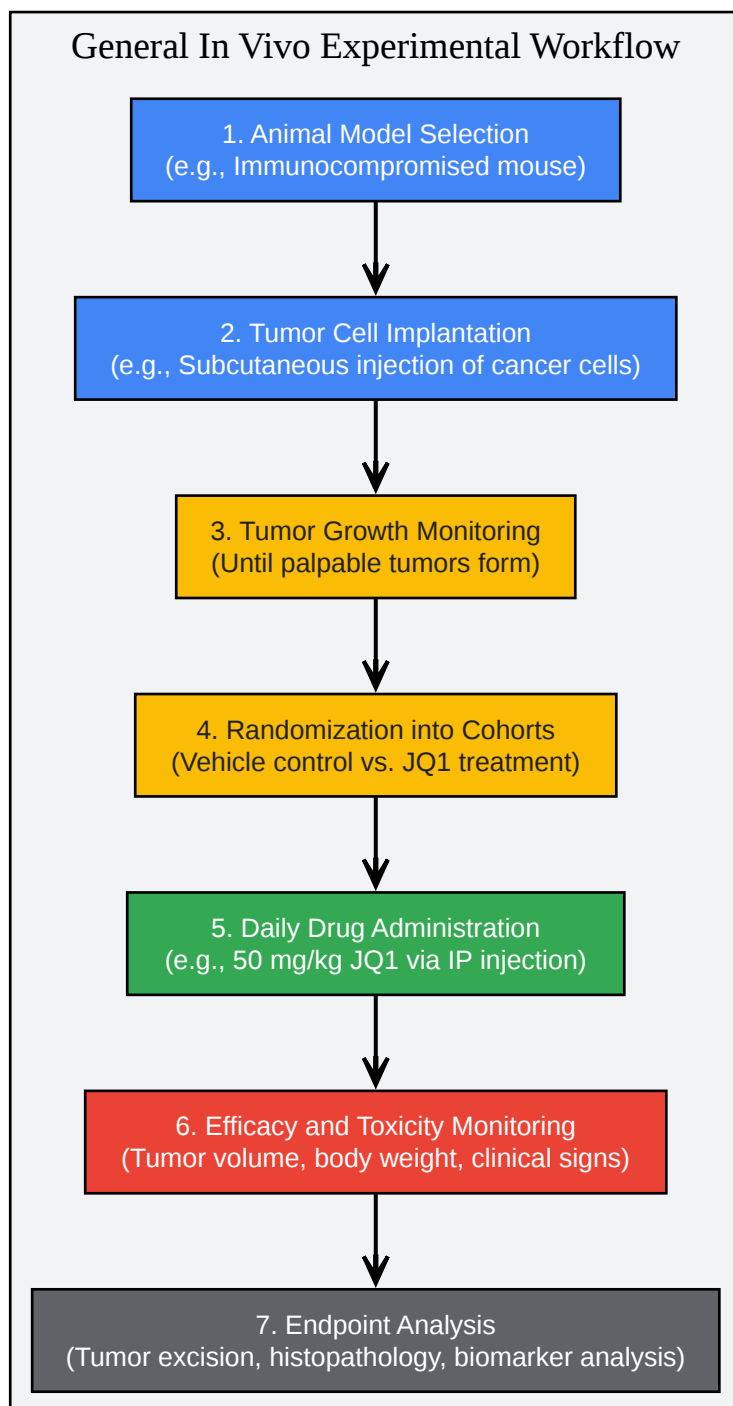 General In Vivo Experimental Workflow
1. Animal Model Selection
(e.g., Immunocompromised mouse)
2. Tumor Cell Implantation
(e.g., Subcutaneous injection of cancer cells)
3. Tumor Growth Monitoring
(Until palpable tumors form)
4. Randomization into Cohorts
(Vehicle control vs. JQ1 treatment)
5. Daily Drug Administration
(e.g., 50 mg/kg JQ1 via IP injection)
6. Efficacy and Toxicity Monitoring
(Tumor volume, body weight, clinical signs)
7. Endpoint Analysis
(Tumor excision, histopathology, biomarker analysis)